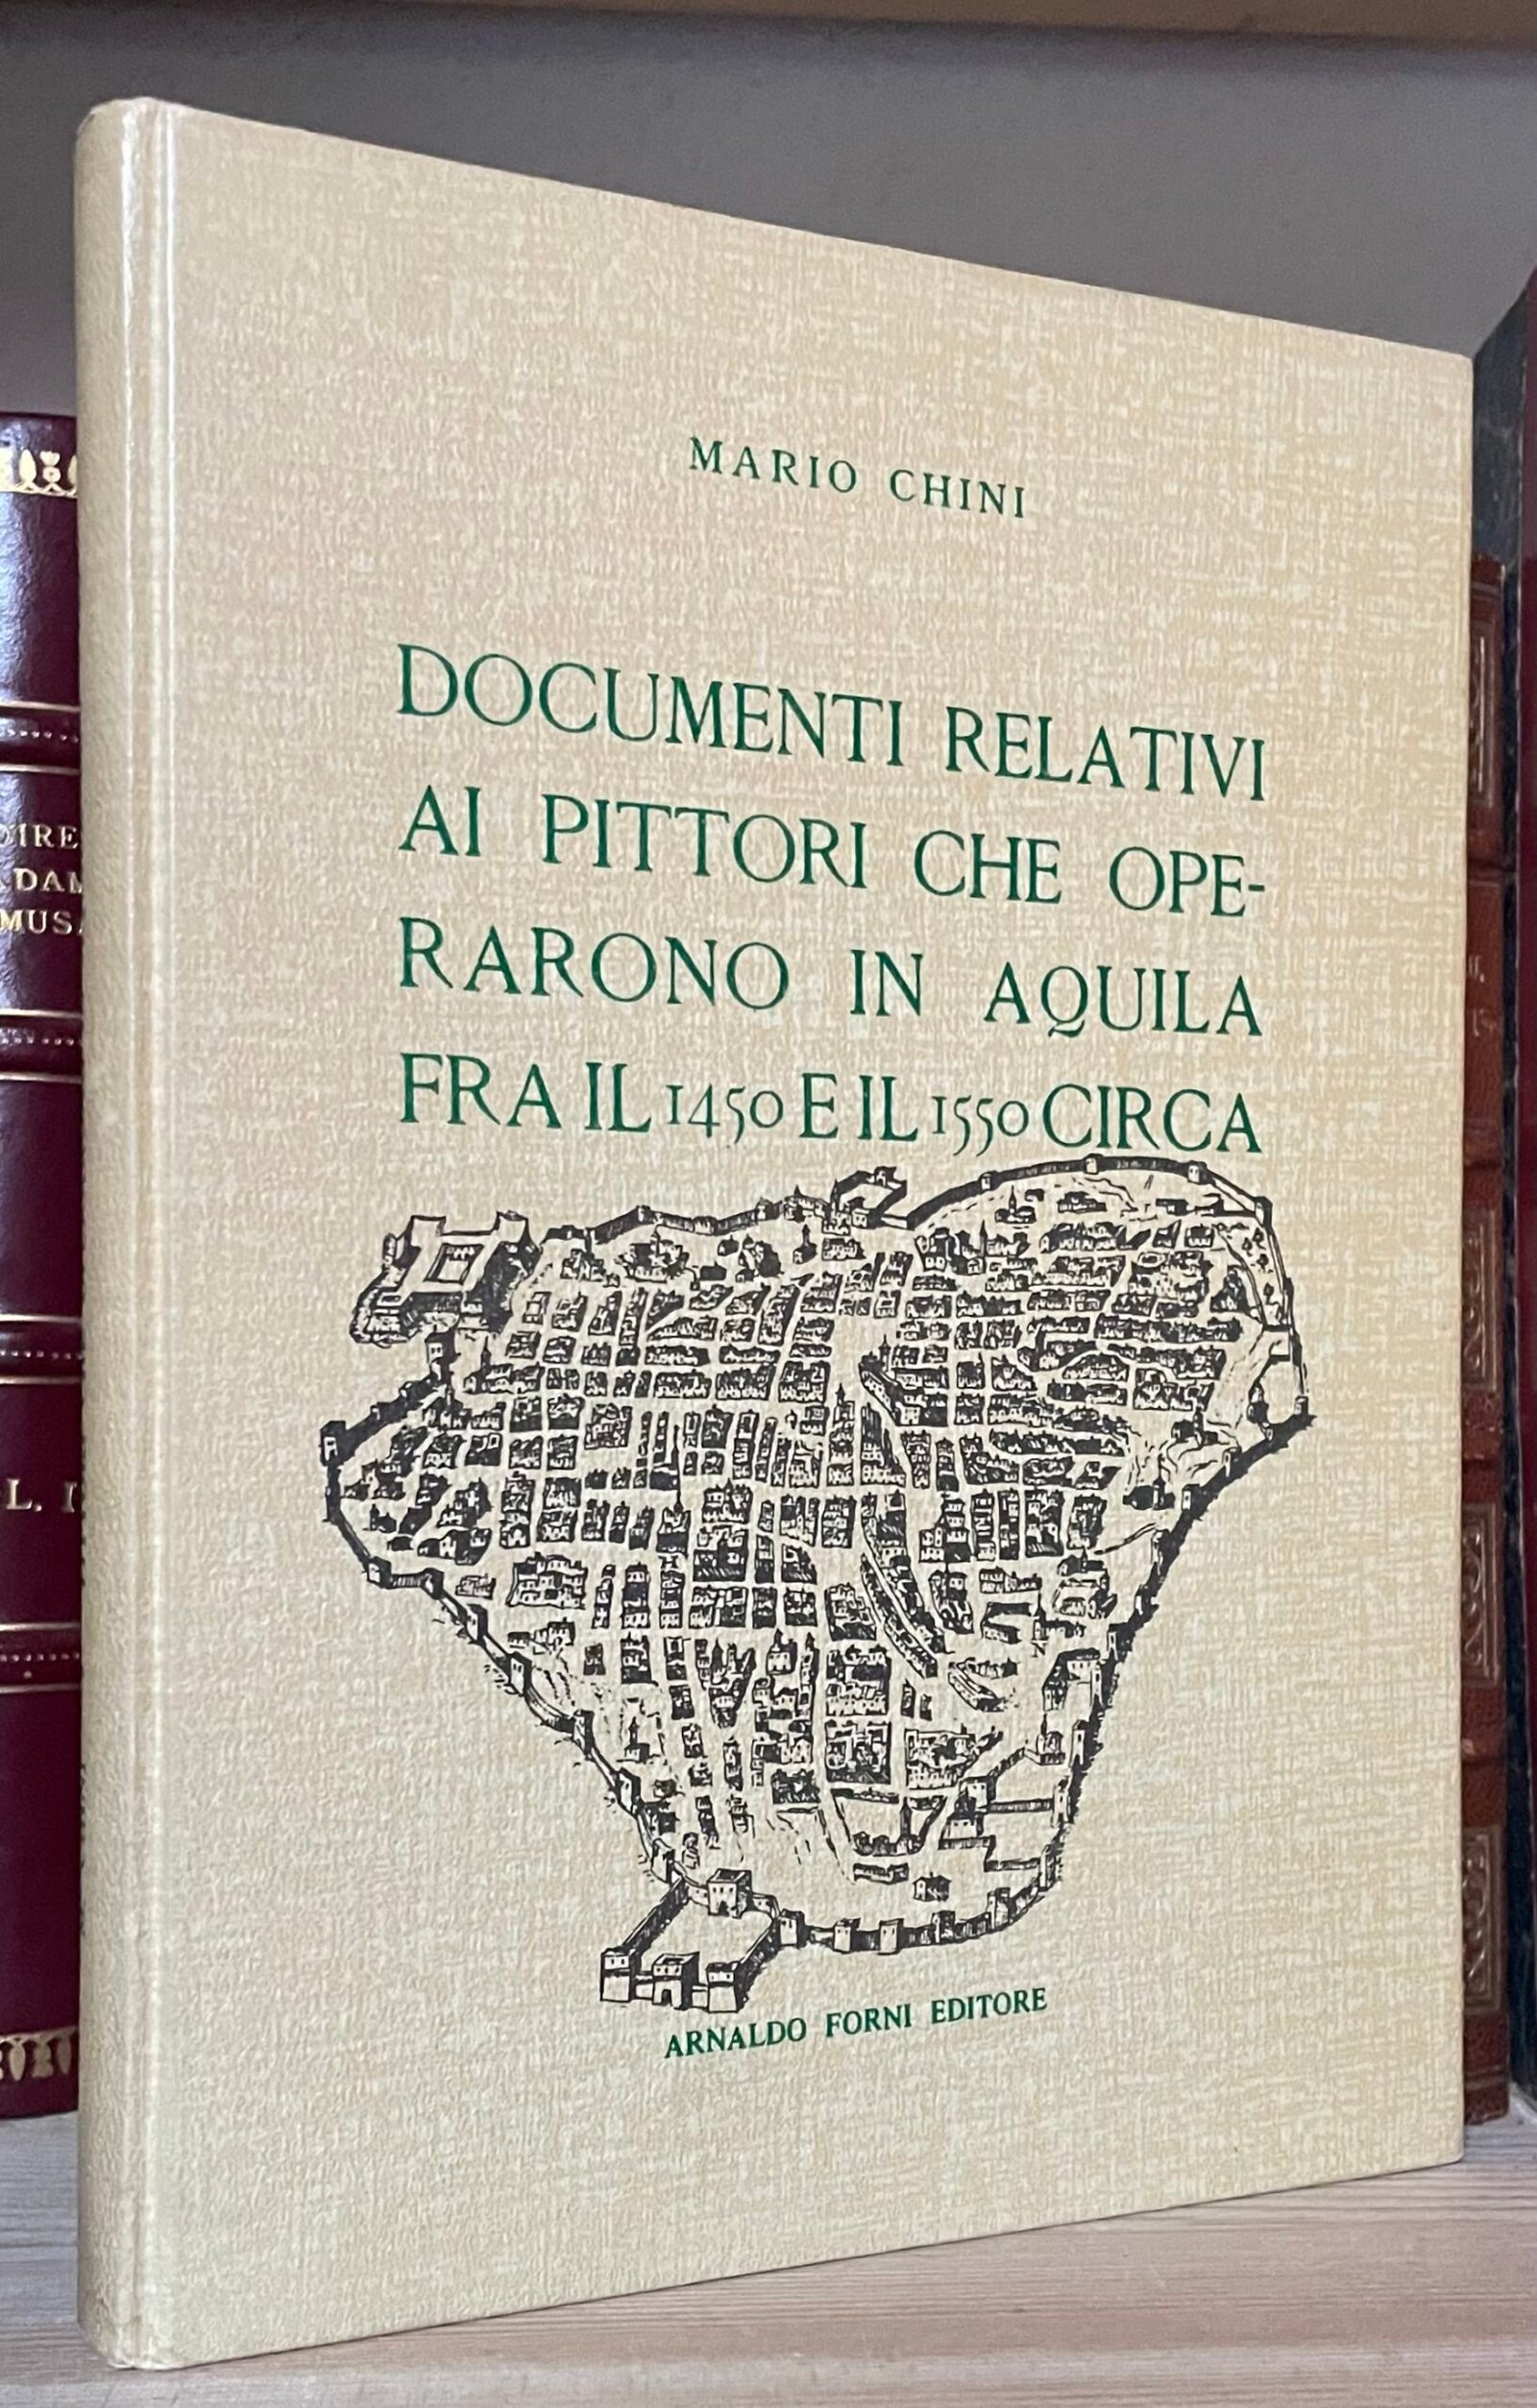 MARIO CHINI
DOCUMENTI RELATIVI
AI PITTORI CHE OPE-
RARONO IN AQUILA
FRA IL 1450 E IL 1550 CIRCA
ARNALDO FORNI EDITORE